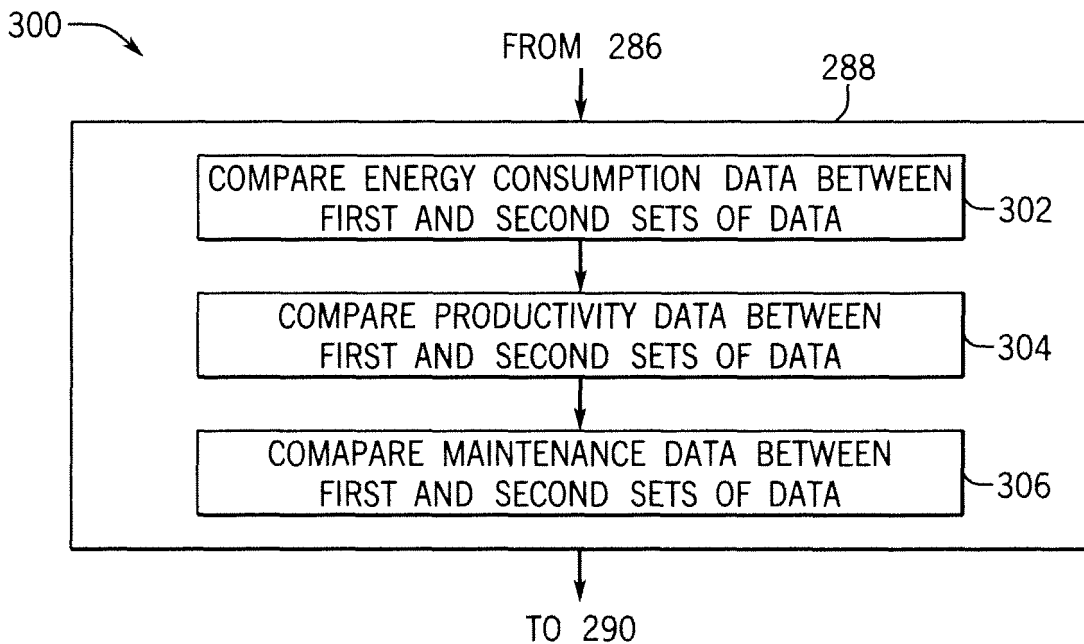 300
FROM 286
288
COMPARE ENERGY CONSUMPTION DATA BETWEEN
FIRST AND SECOND SETS OF DATA
302
COMPARE PRODUCTIVITY DATA BETWEEN
FIRST AND SECOND SETS OF DATA
304
COMAPARE MAINTENANCE DATA BETWEEN
FIRST AND SECOND SETS OF DATA
306
TO 290